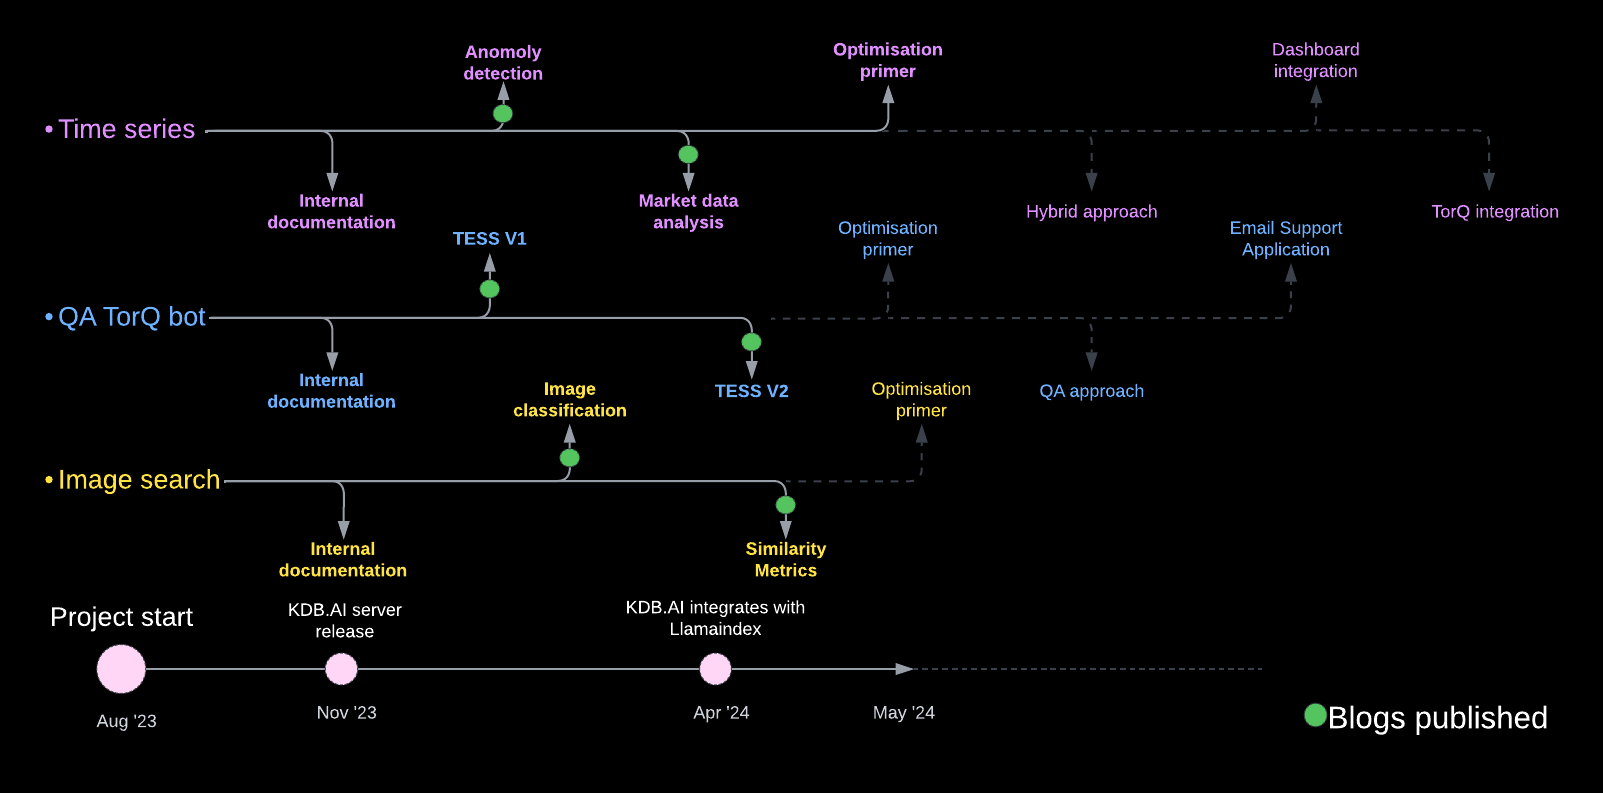 Anomoly
detection
Optimisation
primer
Dashboard
integration
• Time series
Internal
documentation
Market data
analysis
Hybrid approach
TorQ integration
TESS V1
Optimisation
primer
Email Support
Application
• QA TorQ bot
Internal
documentation
TESS V2
QA approach
Image
classification
Optimisation
primer
• Image search
Internal
documentation
Similarity
Metrics
Project start
KDB.AI server
release
KDB.AI integrates with
Llamaindex
Aug '23
Nov '23
Apr '24
May '24
Blogs published